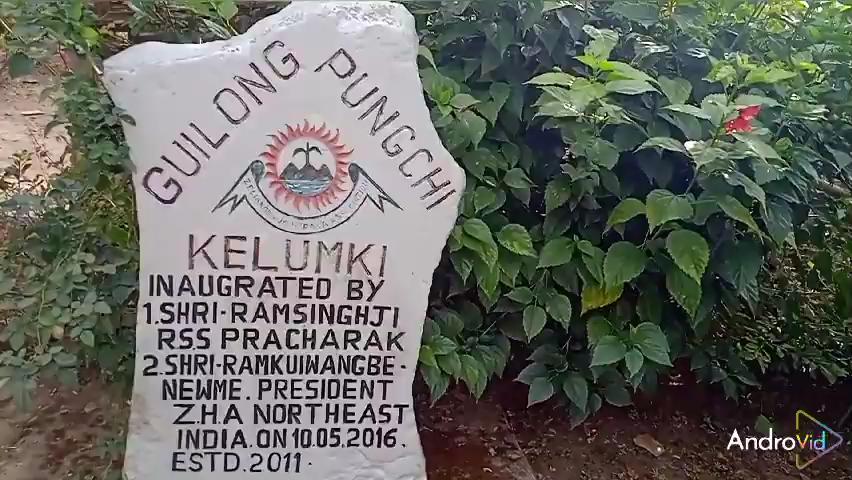 GUILONG PUNGCHI
KELUMKI
INAUGRATED BY
1.SHRI-RAMSINGHJI
RSS PRACHARAK
2.SHRI-RAMKUIWANGBE-
NEWME. PRESIDENT
Z.H.A NORTHEAST
INDIA. ON 10.05.2016.
ESTD. 2011.
AndroVid